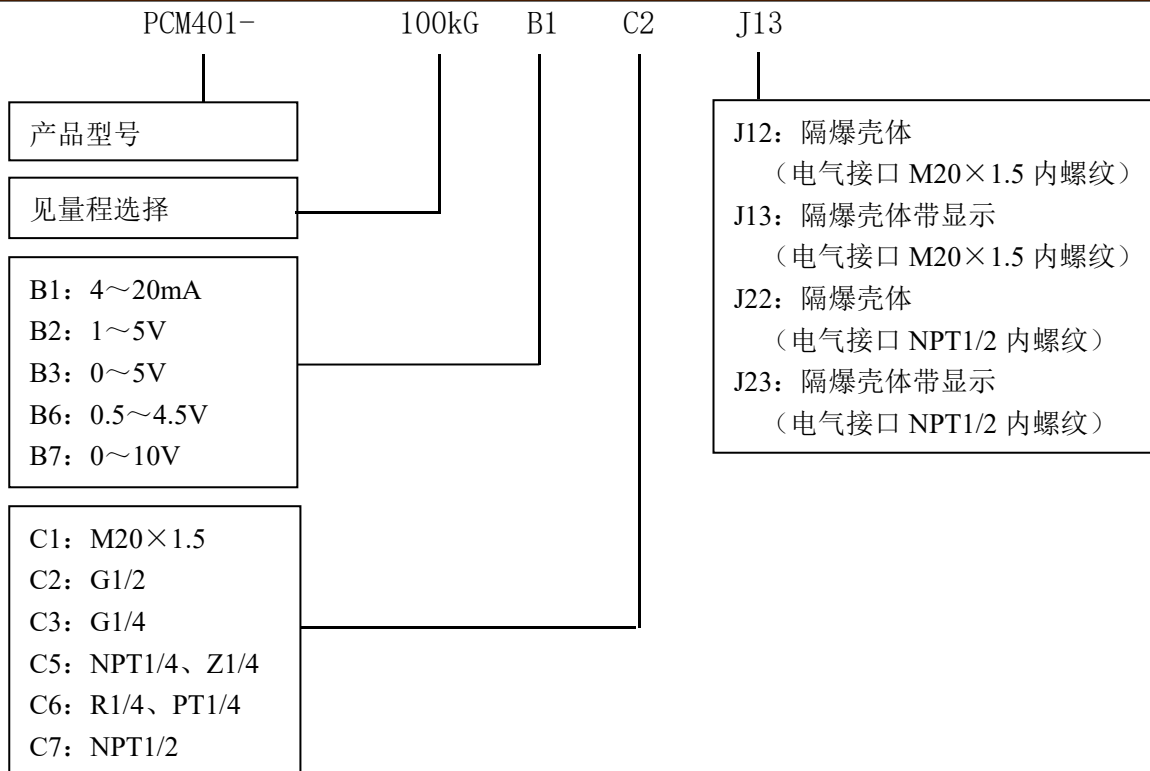 PCM401- 100kG B1 C2 J13
产品型号
见量程选择
B1：4～20mA
B2：1～5V
B3：0～5V
B6：0.5～4.5V
B7：0～10V
C1：M20×1.5
C2：G1/2
C3：G1/4
C5：NPT1/4、Z1/4
C6：R1/4、PT1/4
C7：NPT1/2
J12：隔爆壳体
（电气接口 M20×1.5 内螺纹）
J13：隔爆壳体带显示
（电气接口 M20×1.5 内螺纹）
J22：隔爆壳体
（电气接口 NPT1/2 内螺纹）
J23：隔爆壳体带显示
（电气接口 NPT1/2 内螺纹）